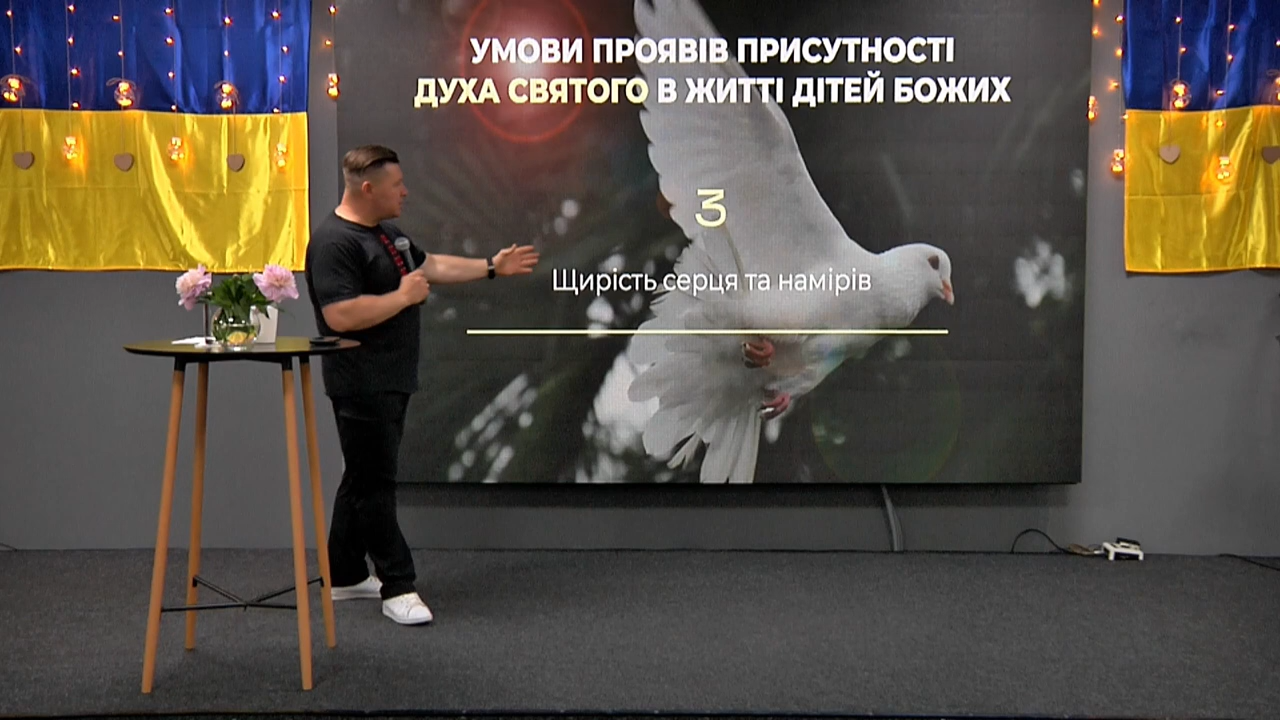 УМОВИ ПРОЯВІВ ПРИСУТНОСТІ
ДУХА СВЯТОГО В ЖИТТІ ДІТЕЙ БОЖИХ
3
Щирість серця та намірів